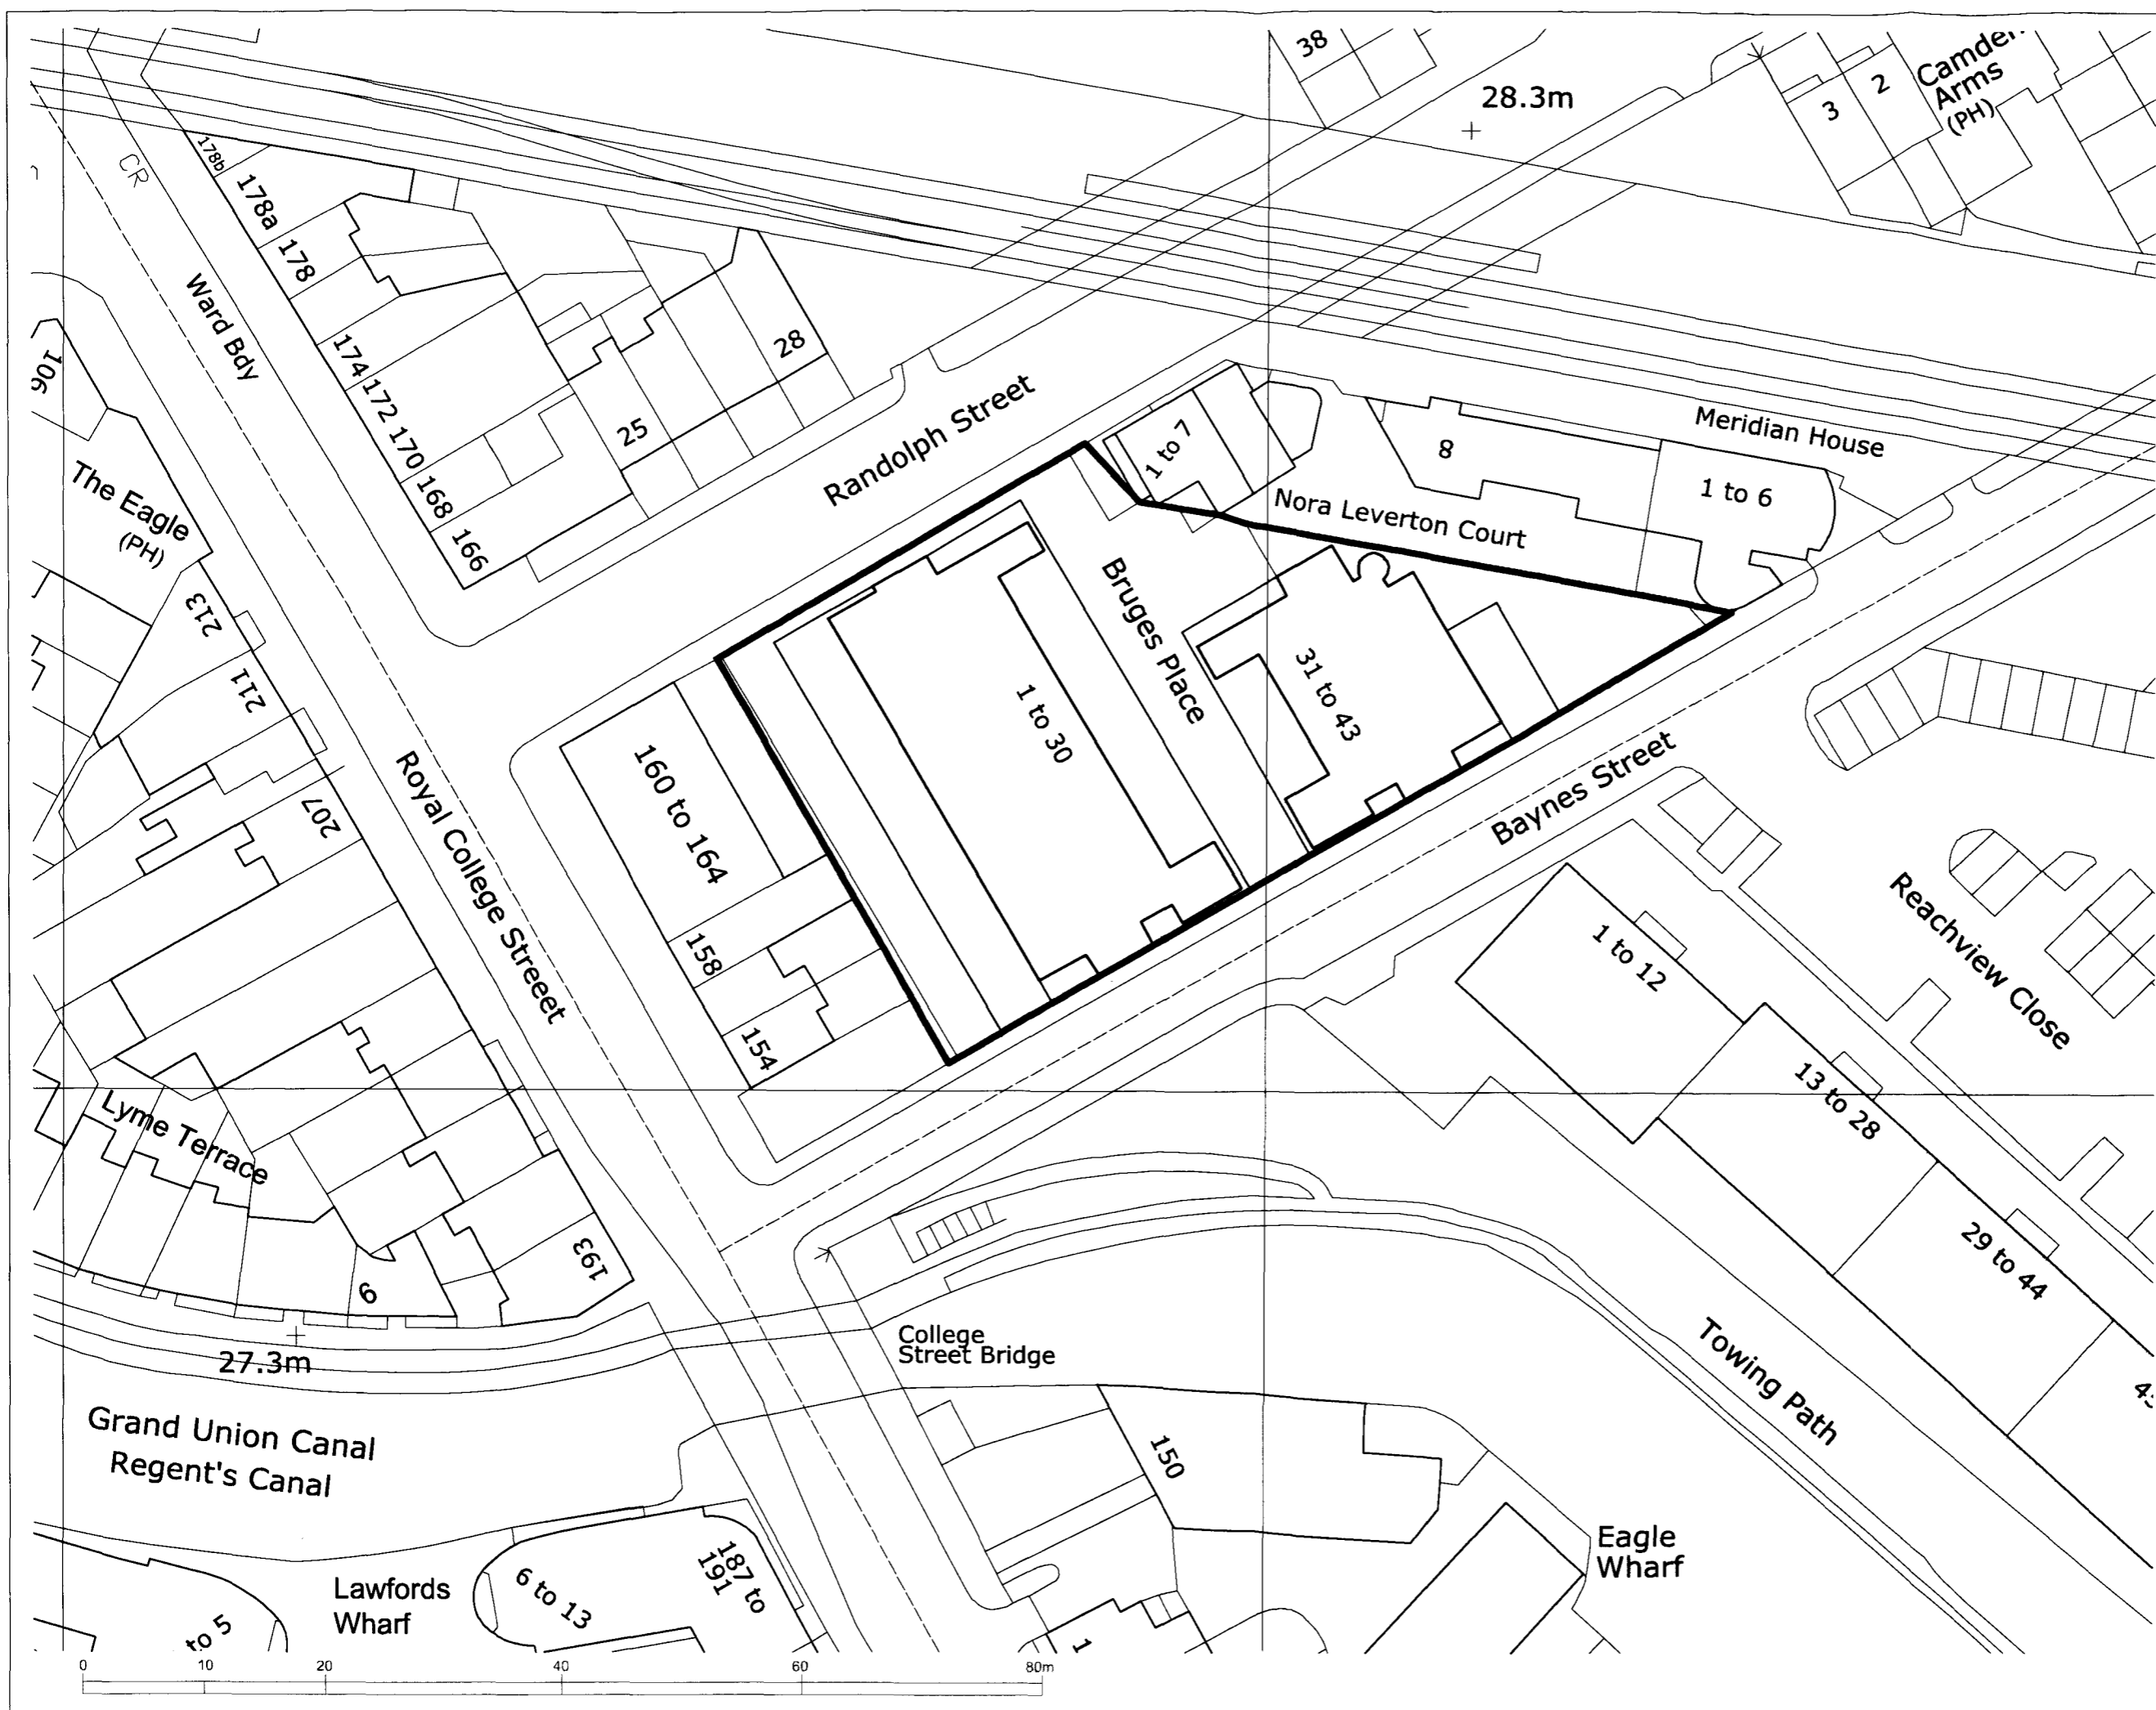 38
28.3m
3
2
Camden
Arms
(PH)
CR
178b
178a
178
174
172
170
168
166
Ward Bdy
28
25
106
The Eagle
(PH)
213
211
207
Randolph Street
1 to 7
8
Meridian House
1 to 6
Nora Leverton Court
Bruges Place
1 to 30
31 to 43
Baynes Street
160 to 164
158
154
Royal College Streeet
Reachview Close
1 to 12
13 to 28
29 to 44
Lyme Terrace
6
193
27.3m
College
Street Bridge
Towing Path
Grand Union Canal
Regent's Canal
150
Eagle
Wharf
Lawfords
Wharf
6 to 13
187 to
191
to 5
1
0
10
20
40
60
80m